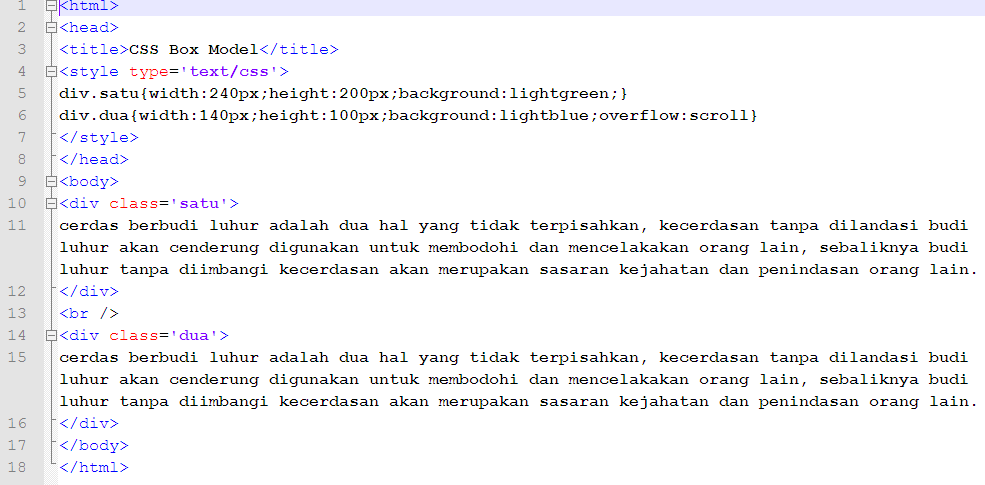 1 <html>
2 <head>
3 <title>CSS Box Model</title>
4 <style type='text/css'>
5 div.satu{width:240px;height:200px;background:lightgreen;}
6 div.dua{width:140px;height:100px;background:lightblue;overflow:scroll}
7 </style>
8 </head>
9 <body>
10 <div class='satu'>
11 cerdas berbudi luhur adalah dua hal yang tidak terpisahkan, kecerdasan tanpa dilandasi budi
luhur akan cenderung digunakan untuk membodohi dan mencelakakan orang lain, sebaliknya budi
luhur tanpa diimbangi kecerdasan akan merupakan sasaran kejahatan dan penindasan orang lain.
12 </div>
13 <br />
14 <div class='dua'>
15 cerdas berbudi luhur adalah dua hal yang tidak terpisahkan, kecerdasan tanpa dilandasi budi
luhur akan cenderung digunakan untuk membodohi dan mencelakakan orang lain, sebaliknya budi
luhur tanpa diimbangi kecerdasan akan merupakan sasaran kejahatan dan penindasan orang lain.
16 </div>
17 </body>
18 </html>